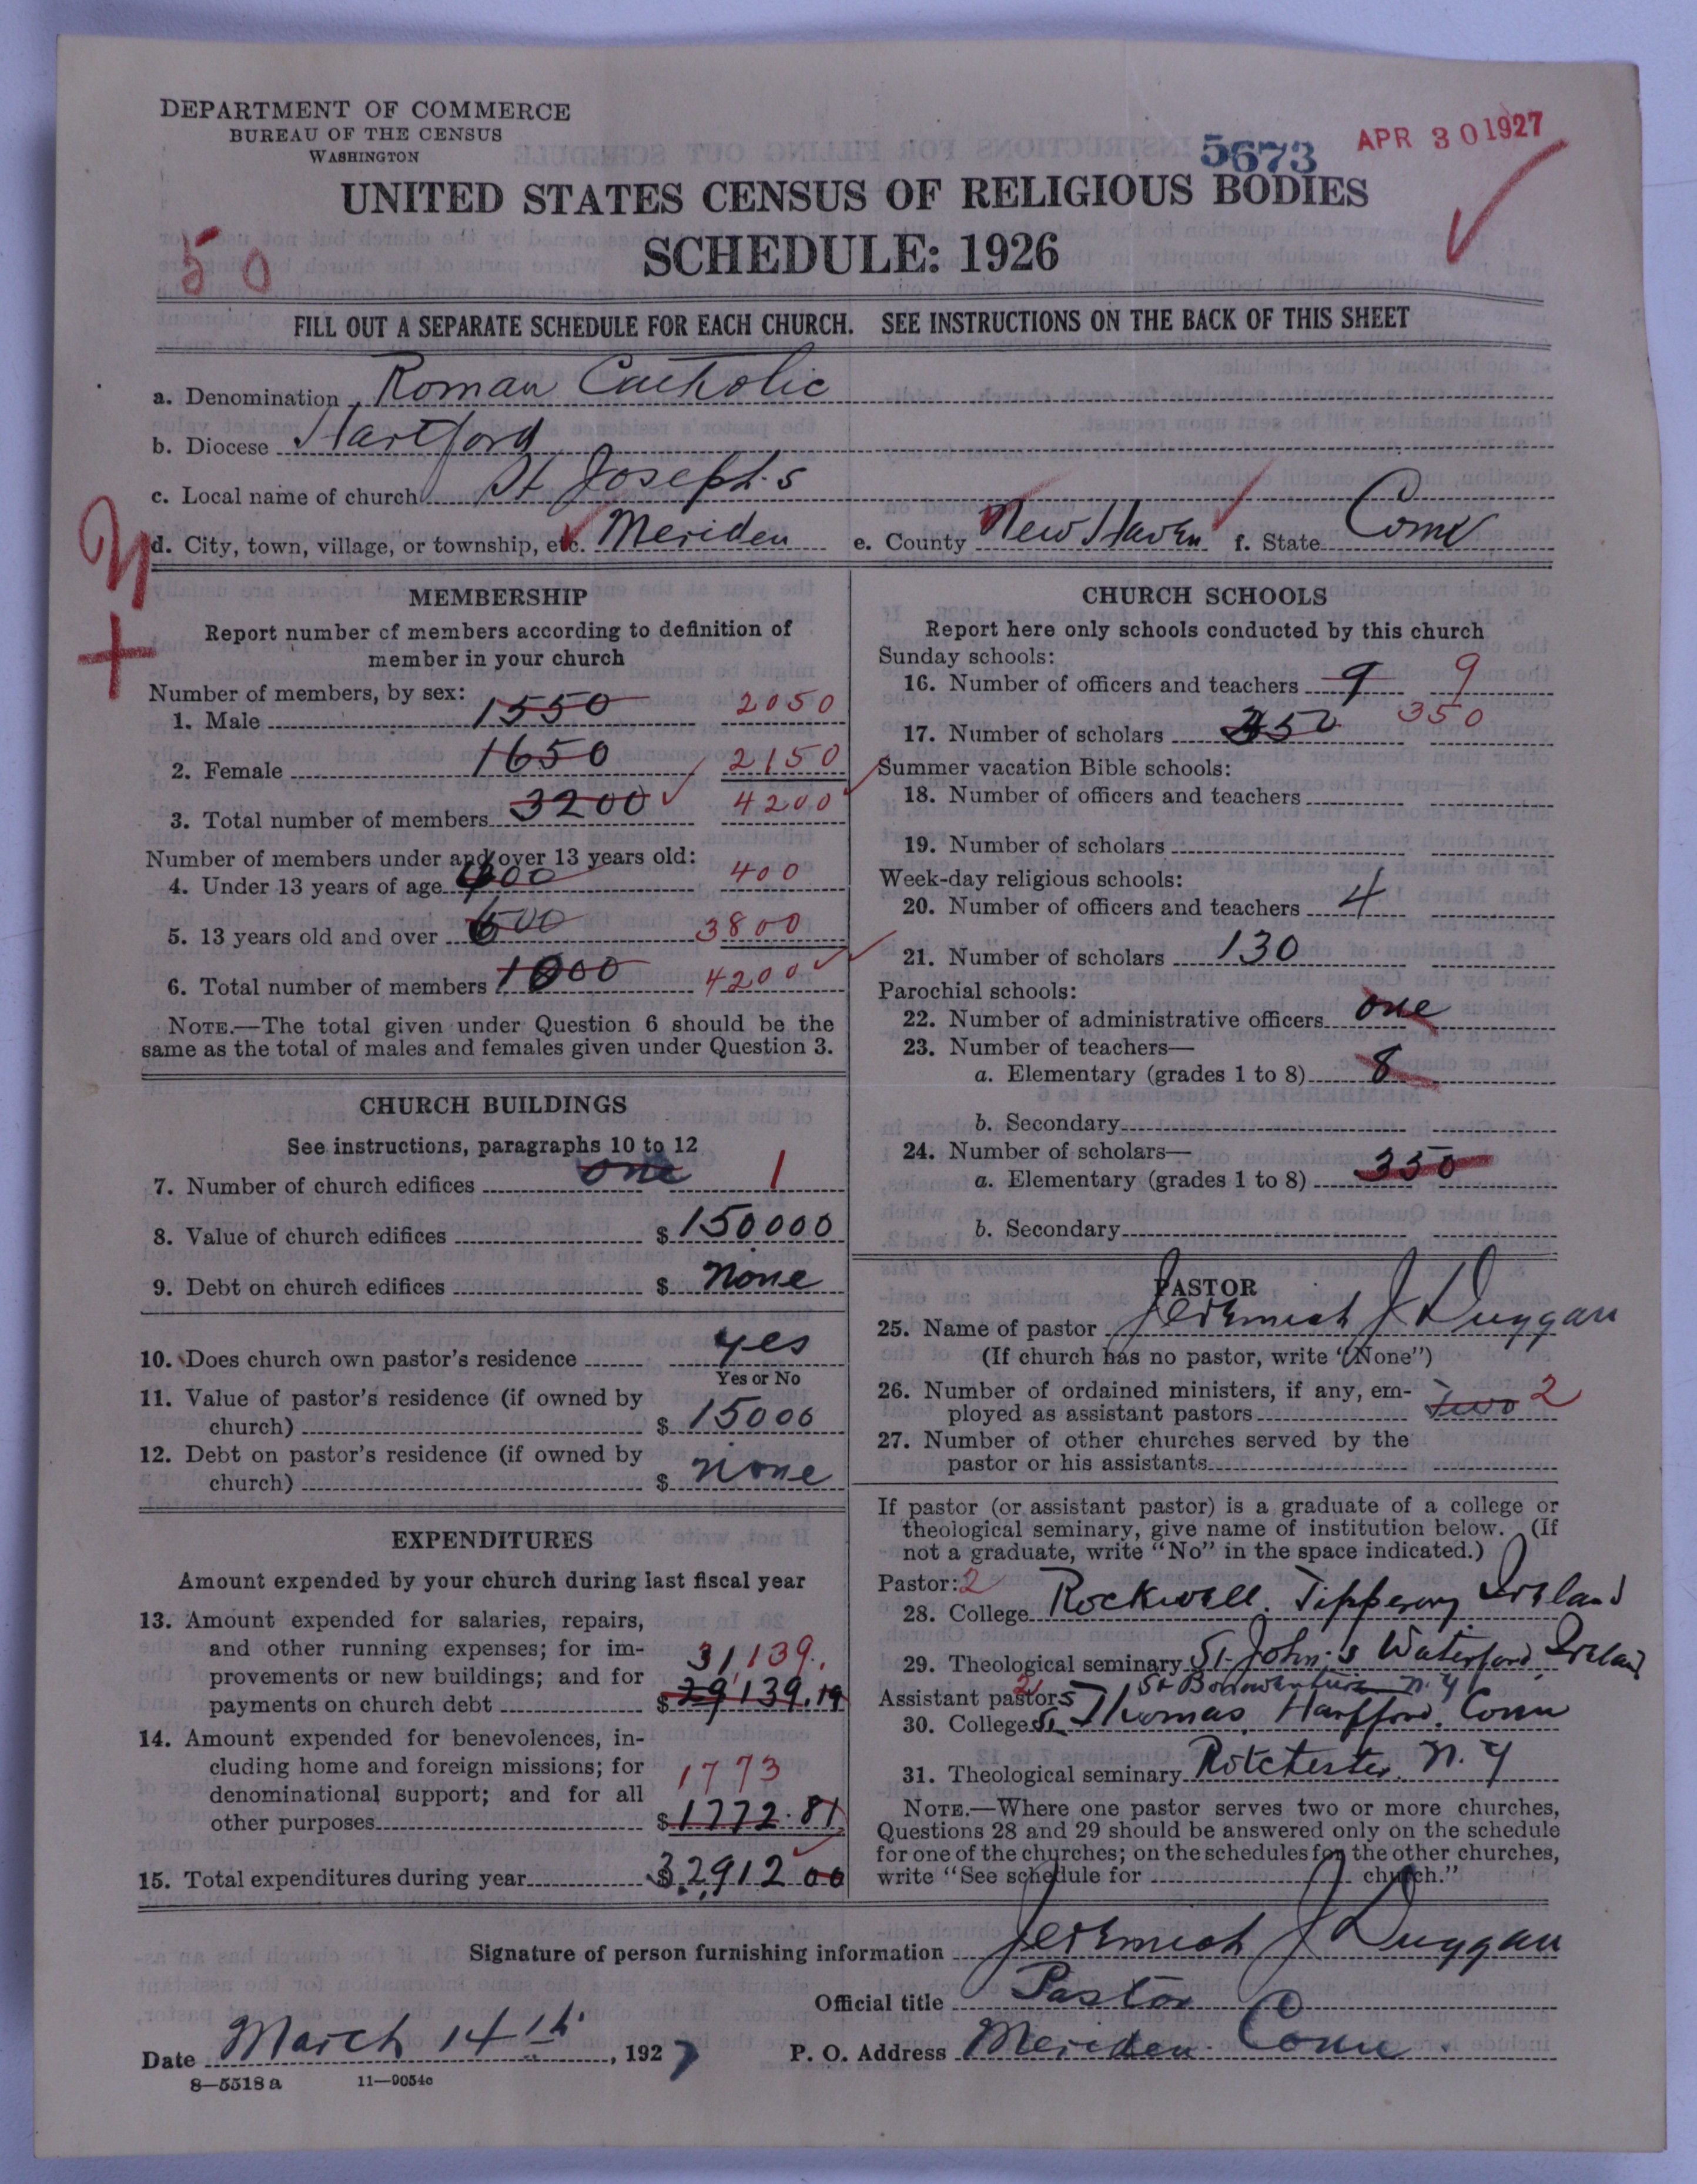 DEPARTMENT OF COMMERCE
BUREAU OF THE CENSUS
WASHINGTON
5673 APR 30 1927
UNITED STATES CENSUS OF RELIGIOUS BODIES
SCHEDULE: 1926
50
FILL OUT A SEPARATE SCHEDULE FOR EACH CHURCH. SEE INSTRUCTIONS ON THE BACK OF THIS SHEET
a. Denomination Roman Catholic
b. Diocese Hartford
c. Local name of church St Joseph's
d. City, town, village, or township, etc. Meriden e. County New Haven f. State Conn
MEMBERSHIP
Report number of members according to definition of
member in your church
Number of members, by sex:
1. Male 1550 2050
2. Female 1650 2150
3. Total number of members 3200 4200
Number of members under and over 13 years old:
4. Under 13 years of age 400 400
5. 13 years old and over 600 3800
6. Total number of members 1000 4200
NOTE.—The total given under Question 6 should be the
same as the total of males and females given under Question 3.
CHURCH BUILDINGS
See instructions, paragraphs 10 to 12
7. Number of church edifices one 1
8. Value of church edifices $ 150000
9. Debt on church edifices $ none
10. Does church own pastor's residence yes
Yes or No
11. Value of pastor's residence (if owned by
church) $ 15000
12. Debt on pastor's residence (if owned by
church) $ none
EXPENDITURES
Amount expended by your church during last fiscal year
13. Amount expended for salaries, repairs,
and other running expenses; for im-
provements or new buildings; and for 31,139.
payments on church debt $ 29139.19
14. Amount expended for benevolences, in-
cluding home and foreign missions; for 1773
denominational support; and for all
other purposes $ 1772.81
15. Total expenditures during year $ 32912 00
CHURCH SCHOOLS
Report here only schools conducted by this church
Sunday schools:
16. Number of officers and teachers 9 9
17. Number of scholars 350 350
Summer vacation Bible schools:
18. Number of officers and teachers
19. Number of scholars
Week-day religious schools:
20. Number of officers and teachers 4
21. Number of scholars 130
Parochial schools:
22. Number of administrative officers one
23. Number of teachers—
a. Elementary (grades 1 to 8) 8
b. Secondary
24. Number of scholars—
a. Elementary (grades 1 to 8) 350
b. Secondary
PASTOR
25. Name of pastor Jeremiah J Duggan
(If church has no pastor, write "None")
26. Number of ordained ministers, if any, em-
ployed as assistant pastors two 2
27. Number of other churches served by the
pastor or his assistants
If pastor (or assistant pastor) is a graduate of a college or
theological seminary, give name of institution below. (If
not a graduate, write "No" in the space indicated.)
Pastor: 2
28. College Rockwell. Tipperary Ireland
29. Theological seminary St John's Waterford Ireland
Assistant pastors 2 St Bonaventure N.Y
30. College St Thomas, Hartford. Conn
31. Theological seminary Rotchester. N.Y
NOTE.—Where one pastor serves two or more churches,
Questions 28 and 29 should be answered only on the schedule
for one of the churches; on the schedules for the other churches,
write "See schedule for church."
Signature of person furnishing information Jeremiah J Duggan
Official title Pastor
Date March 14th, 1927 P. O. Address Meriden Conn.
8—5518a 11—9054c